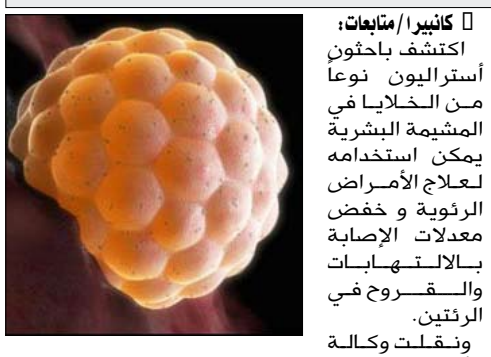 كانبيرا/متابعات:
اكتشف باحثون
أستراليون نوعاً
من الخلايا في
المشيمة البشرية
يمكن استخدامه
لعلاج الأمراض
الرئوية و خفض
معدلات الإصابة
بالالتهابات
والقروح في
الرئتين.
ونقلت وكالة